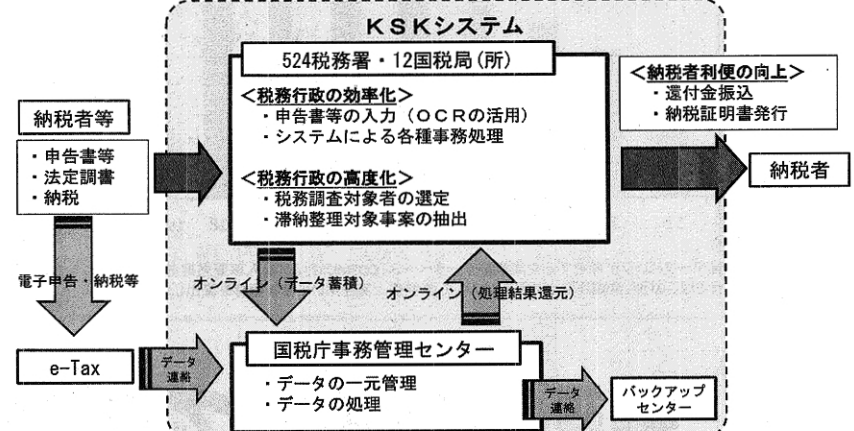 KSKシステム
524税務署・12国税局(所)
<税務行政の効率化>
・申告書等の入力(OCRの活用)
・システムによる各種事務処理
<税務行政の高度化>
・税務調査対象者の選定
・滞納整理対象事案の抽出
納税者等
・申告書等
・法定調書
・納税
<納税者利便の向上>
・還付金振込
・納税証明書発行
納税者
電子申告・納税等
オンライン(データ蓄積)
オンライン(処理結果還元)
e-Tax
データ
連絡
国税庁事務管理センター
・データの一元管理
・データの処理
データ
連絡
バックアップ
センター